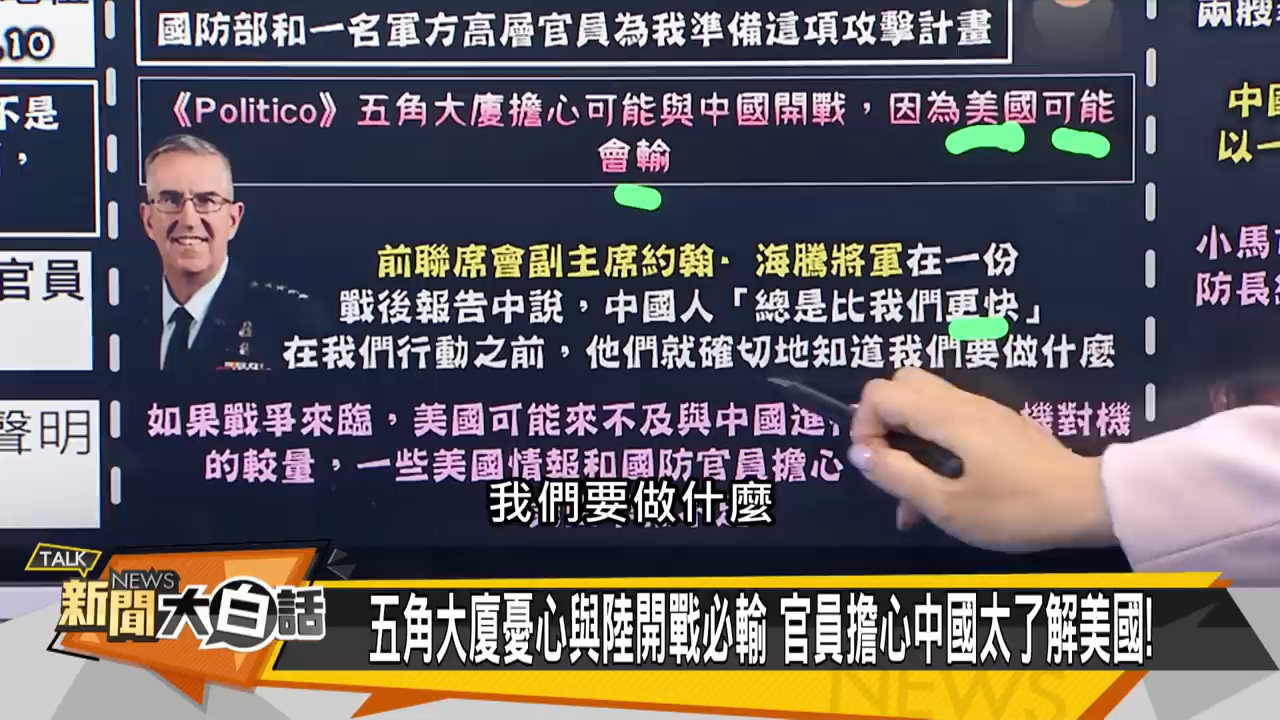 .10
國防部和一名軍方高層官員為我準備這項攻擊計畫
兩艘
不是
，
《Politico》五角大廈擔心可能與中國開戰，因為美國可能
會輸
中國
以一
前聯席會副主席約翰·海騰將軍在一份
戰後報告中說，中國人「總是比我們更快」
在我們行動之前，他們就確切地知道我們要做什麼
官員
小馬
防長
聲明
如果戰爭來臨，美國可能來不及與中國進
機對機
的較量，一些美國情報和國防官員擔心
我們要做什麼
TALK
NEWS
新聞大白話
五角大廈憂心與陸開戰必輸 官員擔心中國太了解美國!
NEWS